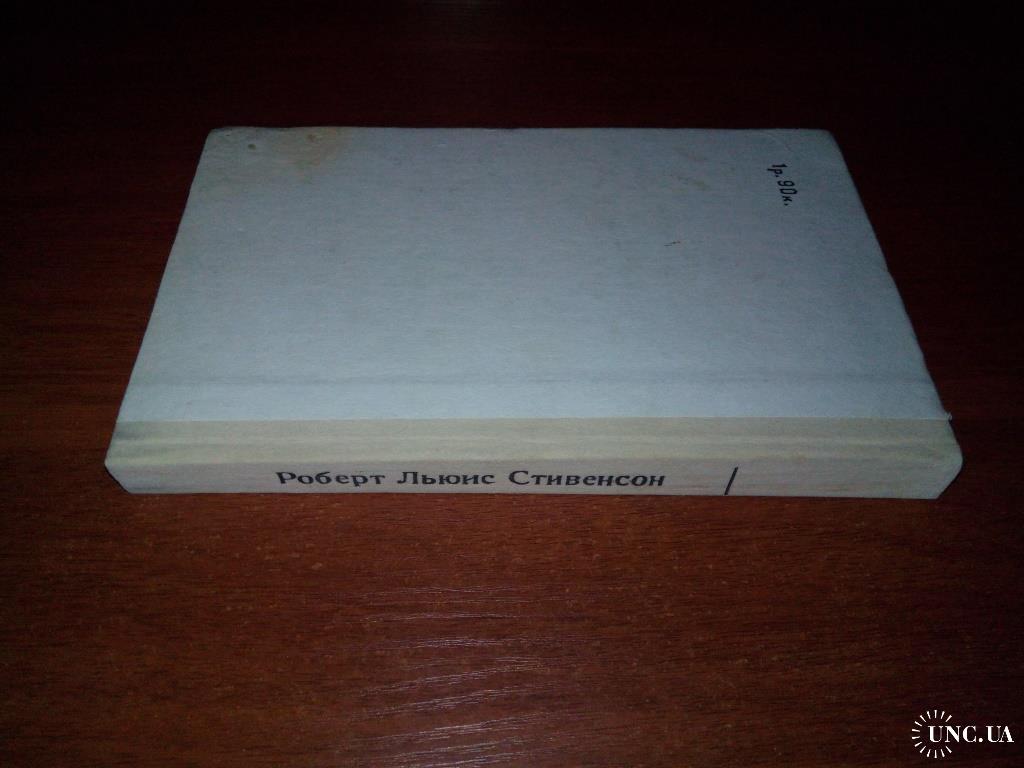 1р. 90к.
Роберт Льюис Стивенсон
UNC.UA